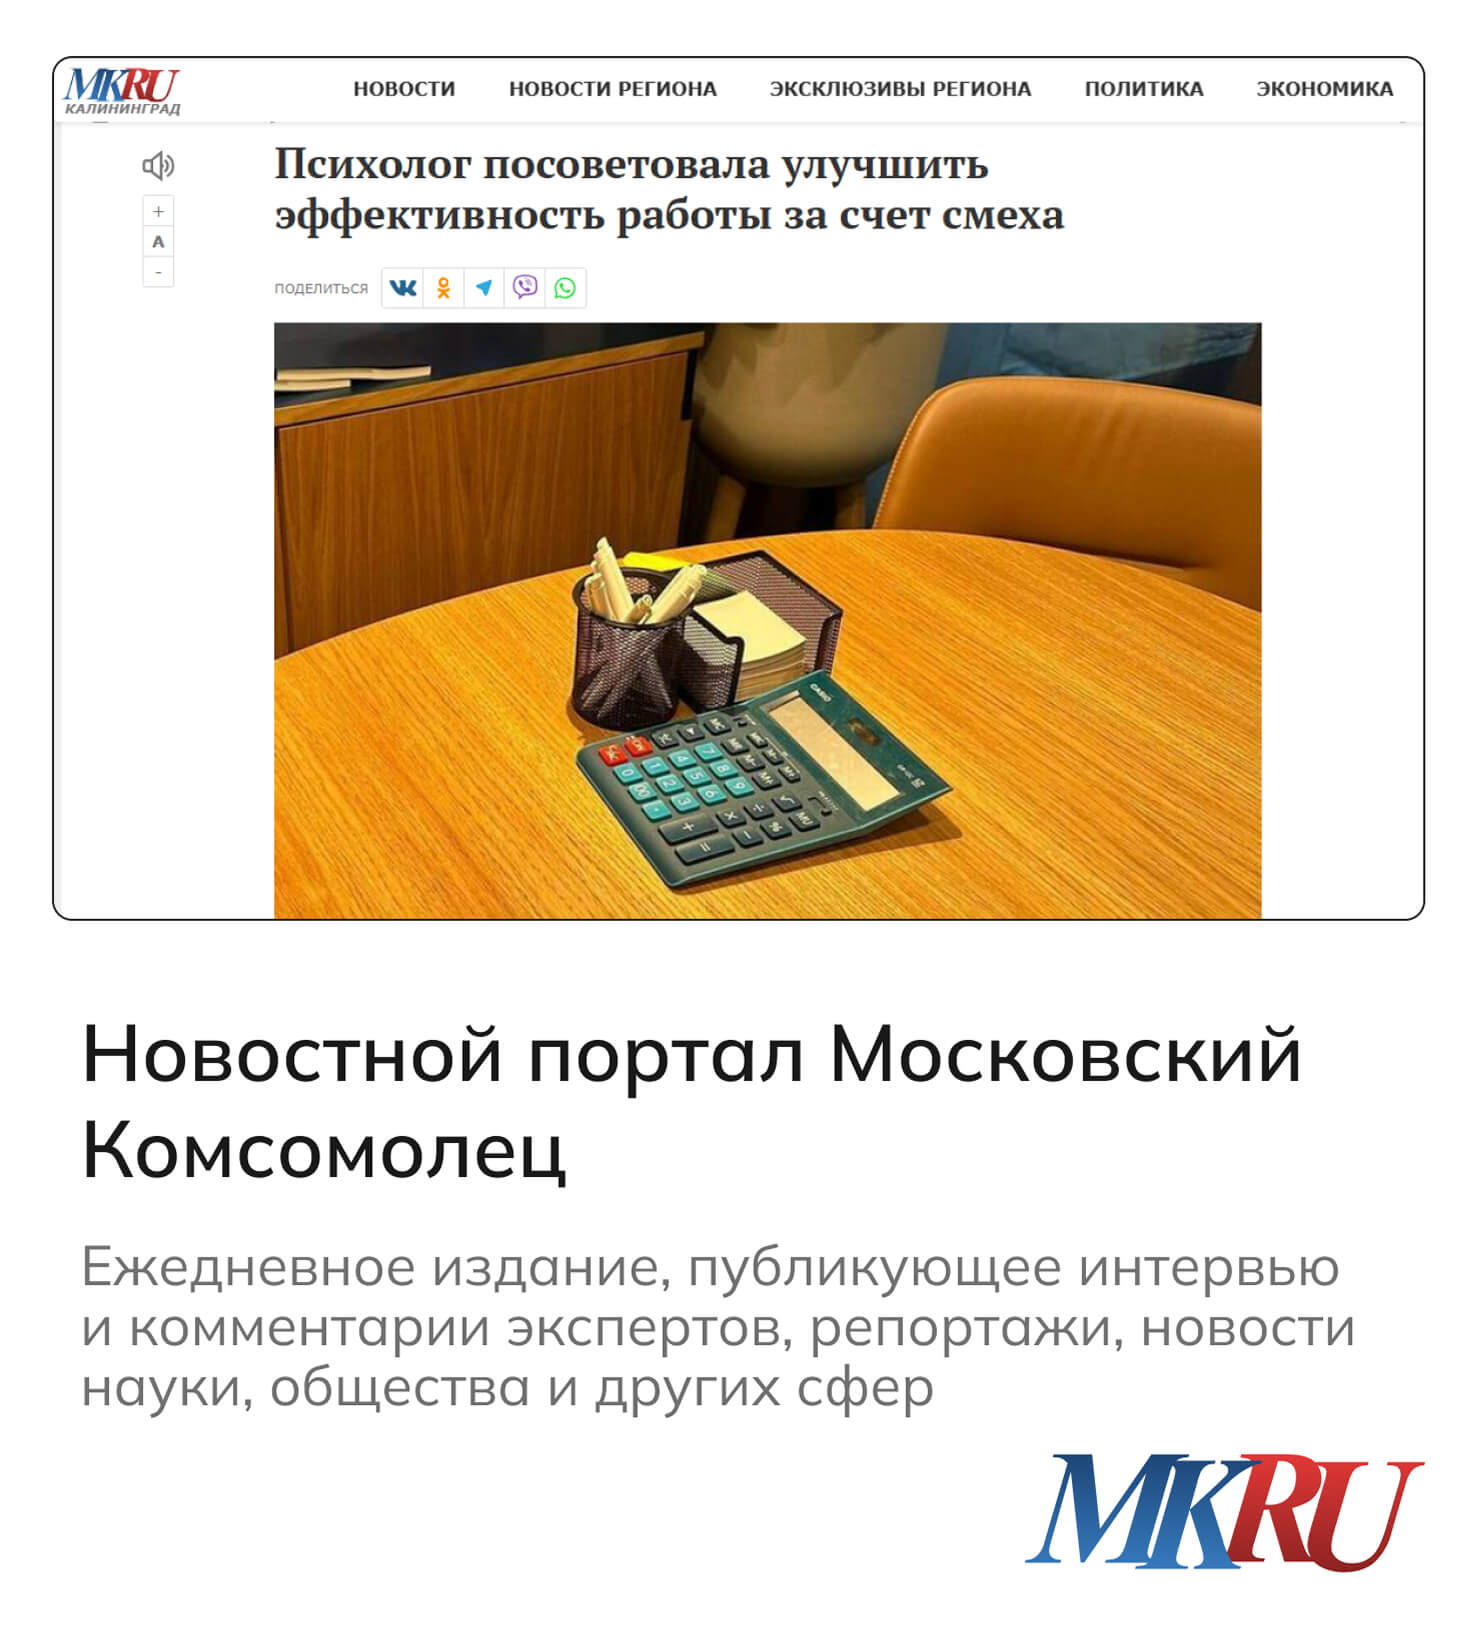 MKRU
КАЛИНИНГРАД
НОВОСТИ НОВОСТИ РЕГИОНА ЭКСКЛЮЗИВЫ РЕГИОНА ПОЛИТИКА ЭКОНОМИКА
Психолог посоветовала улучшить
эффективность работы за счет смеха
+
A
-
ПОДЕЛИТЬСЯ
CASIO
Новостной портал Московский
Комсомолец
Ежедневное издание, публикующее интервью
и комментарии экспертов, репортажи, новости
науки, общества и других сфер
MKRU